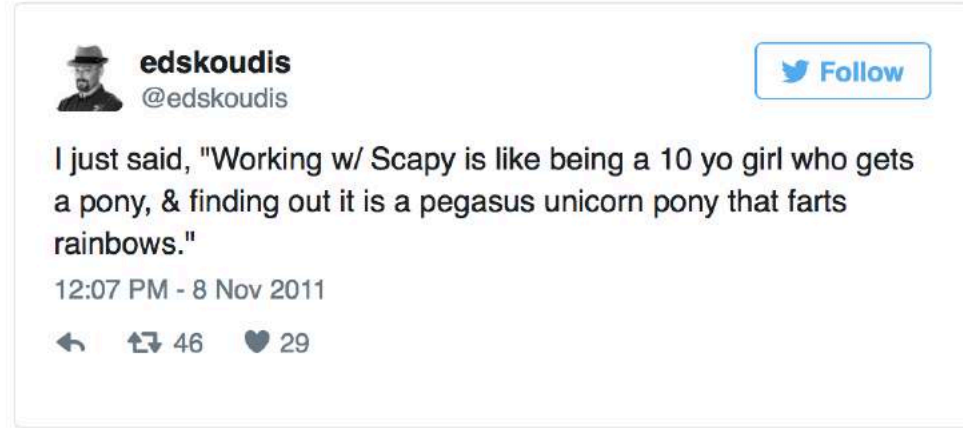 edskoudis
@edskoudis
Follow
I just said, "Working w/ Scapy is like being a 10 yo girl who gets
a pony, & finding out it is a pegasus unicorn pony that farts
rainbows."
12:07 PM - 8 Nov 2011
46 29